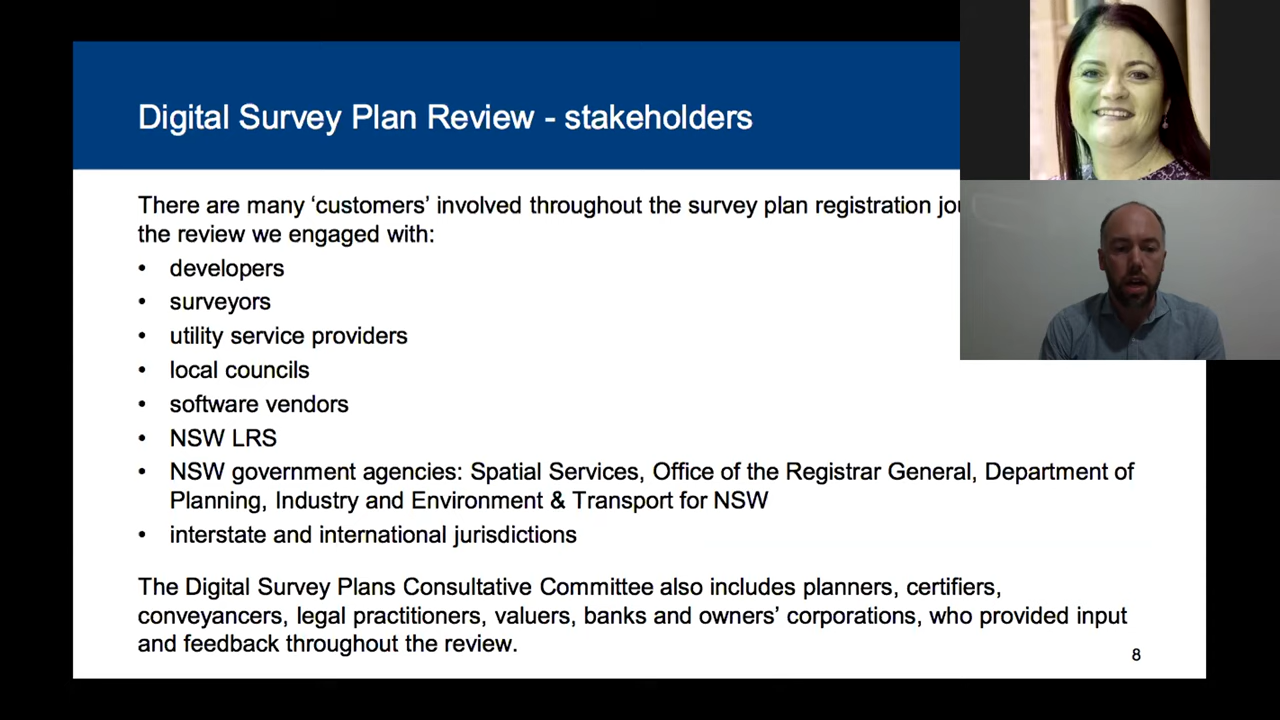 Digital Survey Plan Review - stakeholders
There are many ‘customers’ involved throughout the survey plan registration
the review we engaged with:
• developers
• surveyors
• utility service providers
• local councils
• software vendors
• NSW LRS
• NSW government agencies: Spatial Services, Office of the Registrar General, Department of
Planning, Industry and Environment & Transport for NSW
• interstate and international jurisdictions
The Digital Survey Plans Consultative Committee also includes planners, certifiers,
conveyancers, legal practitioners, valuers, banks and owners’ corporations, who provided input
and feedback throughout the review.
8